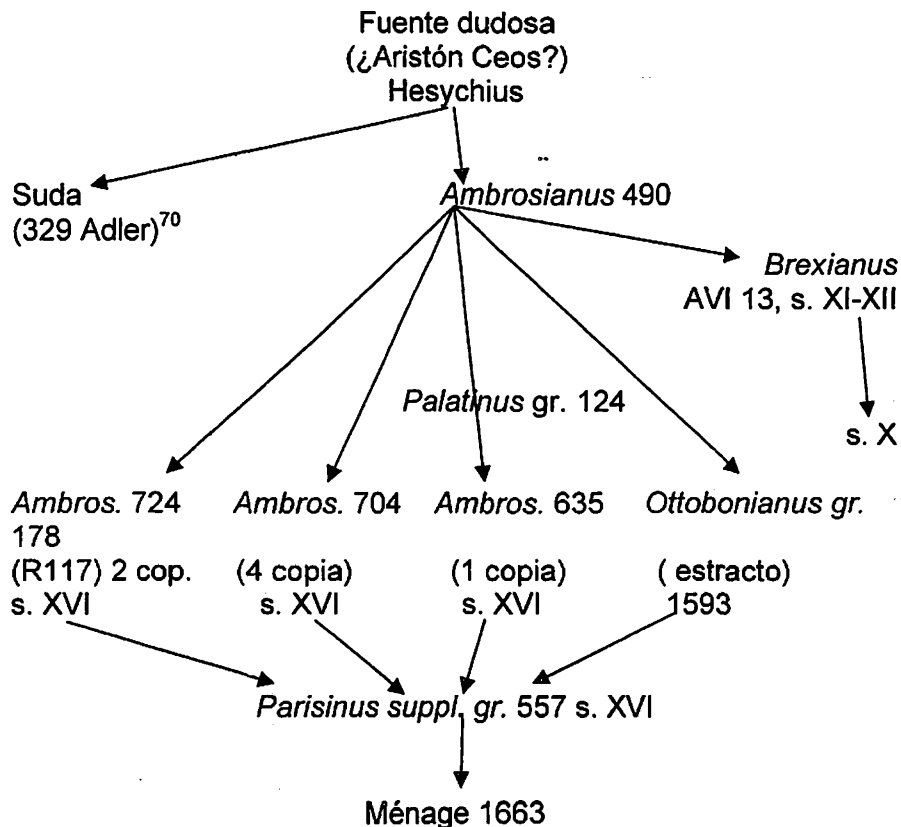 Fuente dudosa
(¿Aristón Ceos?)
Hesychius
Suda
(329 Adler)70
Ambrosianus 490
Brexianus
AVI 13, s. XI-XII
Palatinus gr. 124
s. X
Ambros. 724
178
(R117) 2 cop.
s. XVI
Ambros. 704
(4 copia)
s. XVI
Ambros. 635
(1 copia)
s. XVI
Ottobonianus gr.
( estracto)
1593
Parisinus suppl. gr. 557 s. XVI
Ménage 1663